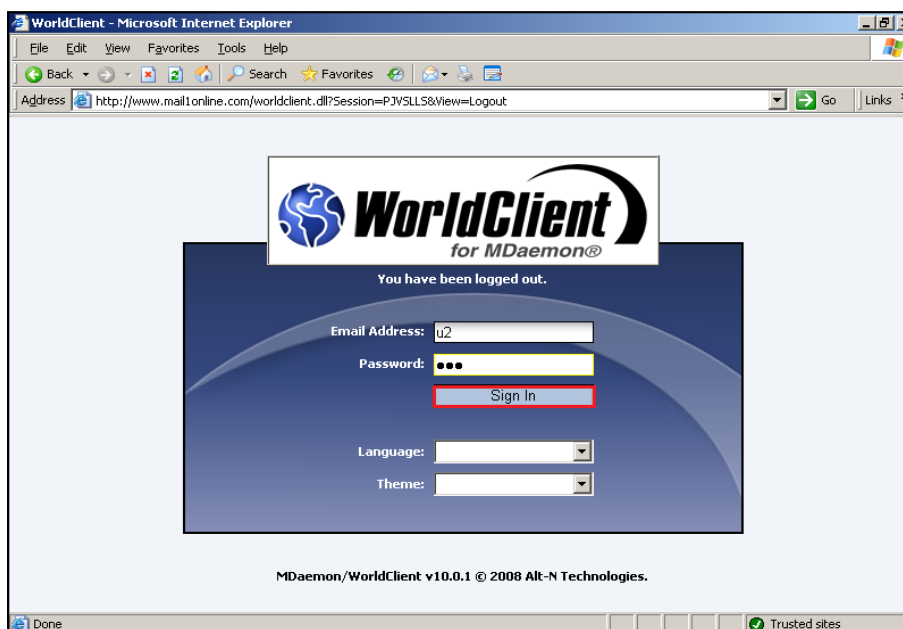 WorldClient - Microsoft Internet Explorer
File Edit View Favorites Tools Help
Back Search Favorites
Address http://www.mail1online.com/worldclient.dll?Session=PJVSLLS&View=Logout Go Links
WorldClient
for MDaemon®
You have been logged out.
Email Address: u2
Password: ●●●
Sign In
Language:
Theme:
MDaemon/WorldClient v10.0.1 © 2008 Alt-N Technologies.
Done Trusted sites